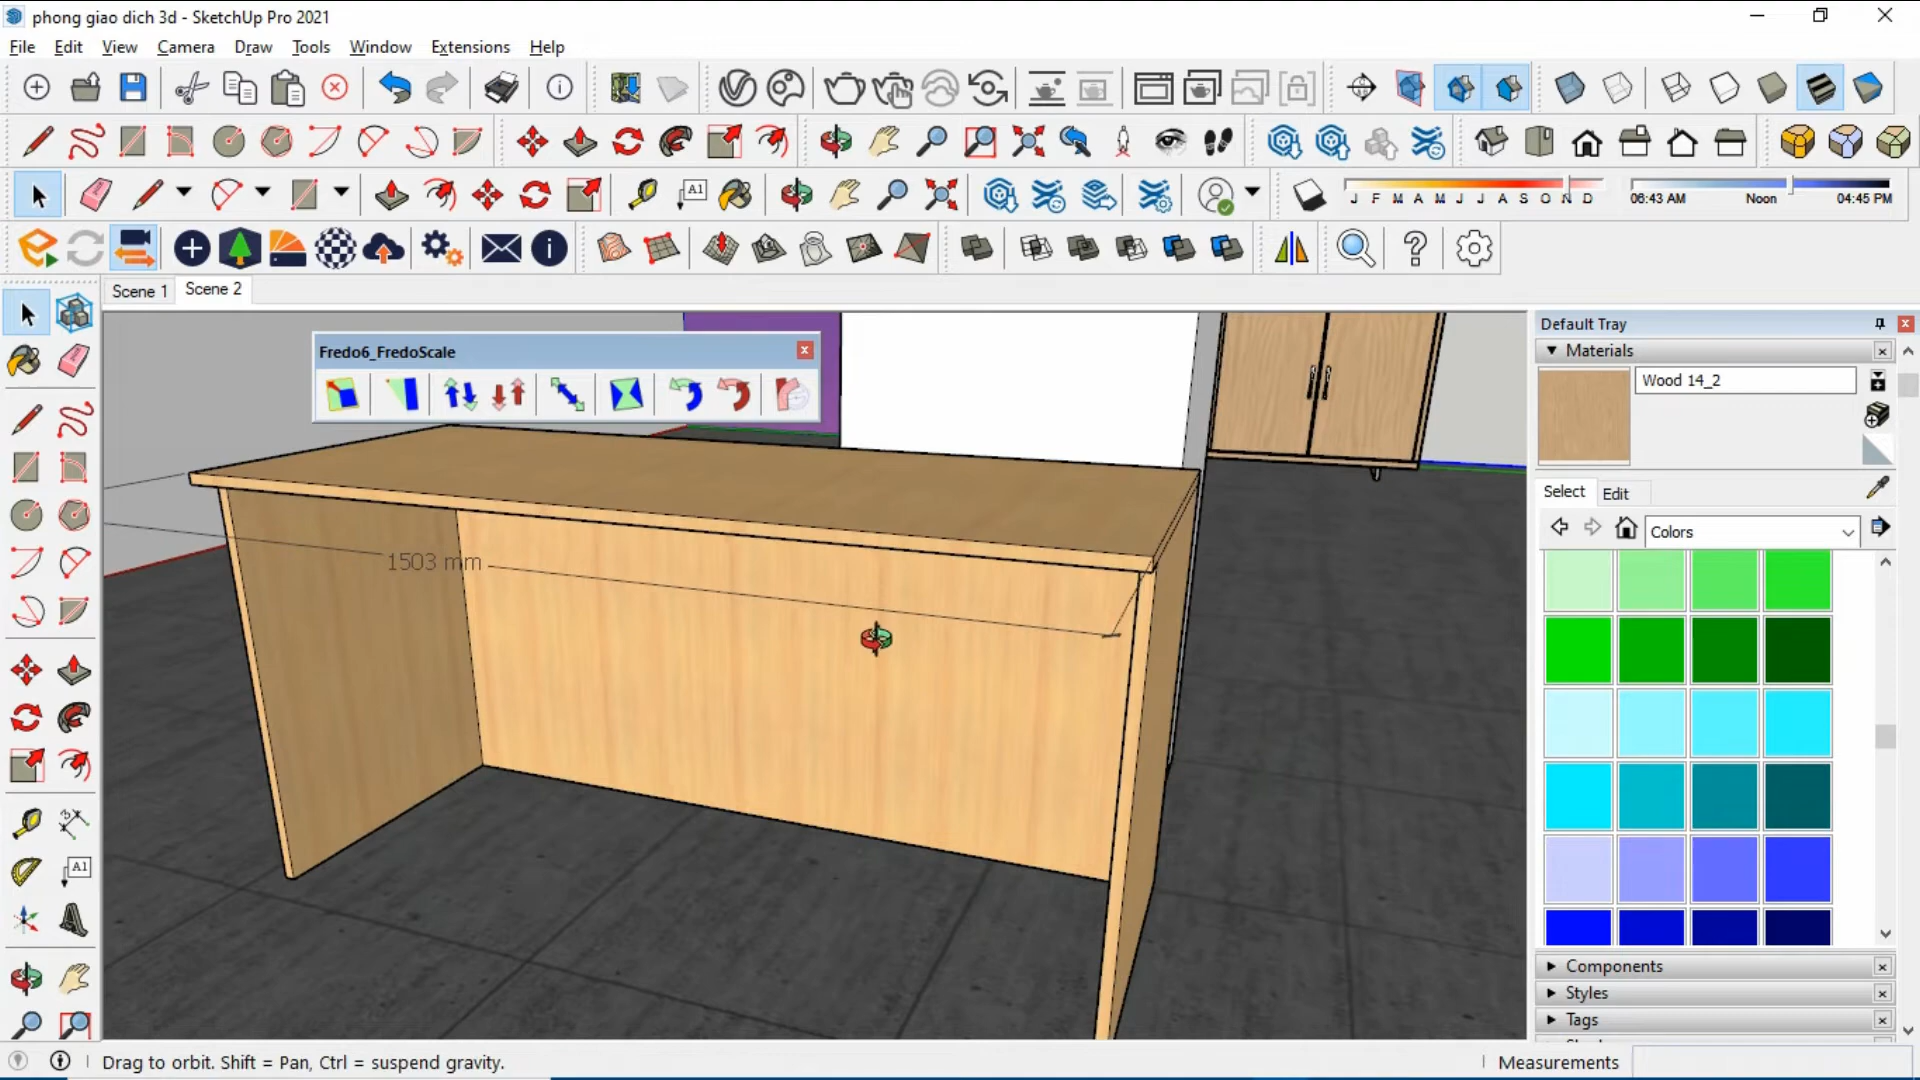 phong giao dich 3d - SketchUp Pro 2021
File Edit View Camera Draw Tools Window Extensions Help
A1
J F M A M J J A S O N D
06:43 AM Noon 04:45 PM
Scene 1 Scene 2
Fredo6_FredoScale
1503 mm
A1
Default Tray
Materials
Wood 14_2
Select Edit
Colors
Components
Styles
Tags
Drag to orbit. Shift = Pan, Ctrl = suspend gravity.
Measurements